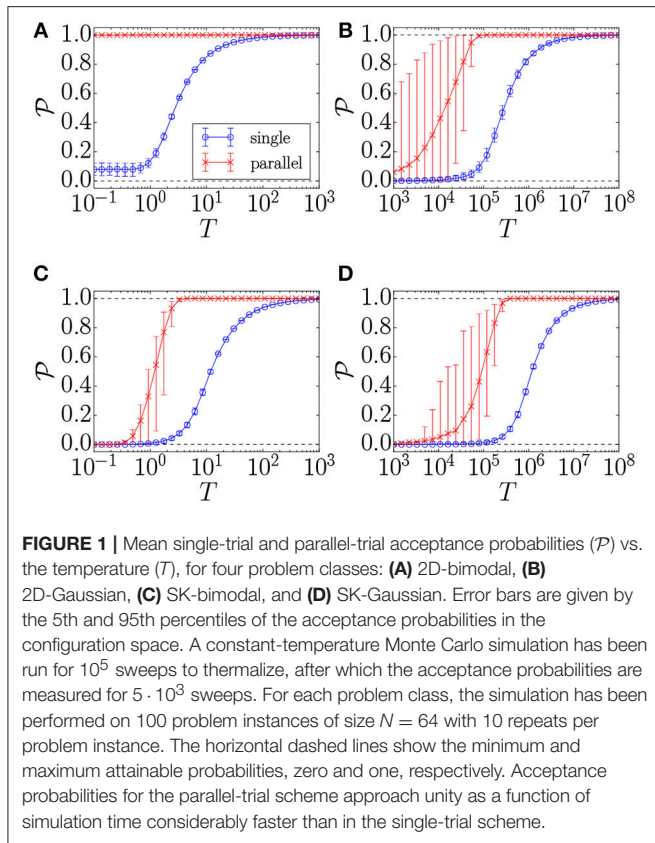 A
B
1.0
0.8
0.6
0.4
0.2
0.0
P
single
parallel
10⁻¹ 10⁰ 10¹ 10² 10³
T
1.0
0.8
0.6
0.4
0.2
0.0
P
10³ 10⁴ 10⁵ 10⁶ 10⁷ 10⁸
T
C
D
1.0
0.8
0.6
0.4
0.2
0.0
P
10⁻¹ 10⁰ 10¹ 10² 10³
T
1.0
0.8
0.6
0.4
0.2
0.0
P
10³ 10⁴ 10⁵ 10⁶ 10⁷ 10⁸
T
FIGURE 1 | Mean single-trial and parallel-trial acceptance probabilities (P) vs.
the temperature (T), for four problem classes: (A) 2D-bimodal, (B)
2D-Gaussian, (C) SK-bimodal, and (D) SK-Gaussian. Error bars are given by
the 5th and 95th percentiles of the acceptance probabilities in the
configuration space. A constant-temperature Monte Carlo simulation has been
run for 10⁵ sweeps to thermalize, after which the acceptance probabilities are
measured for 5 · 10³ sweeps. For each problem class, the simulation has been
performed on 100 problem instances of size N = 64 with 10 repeats per
problem instance. The horizontal dashed lines show the minimum and
maximum attainable probabilities, zero and one, respectively. Acceptance
probabilities for the parallel-trial scheme approach unity as a function of
simulation time considerably faster than in the single-trial scheme.